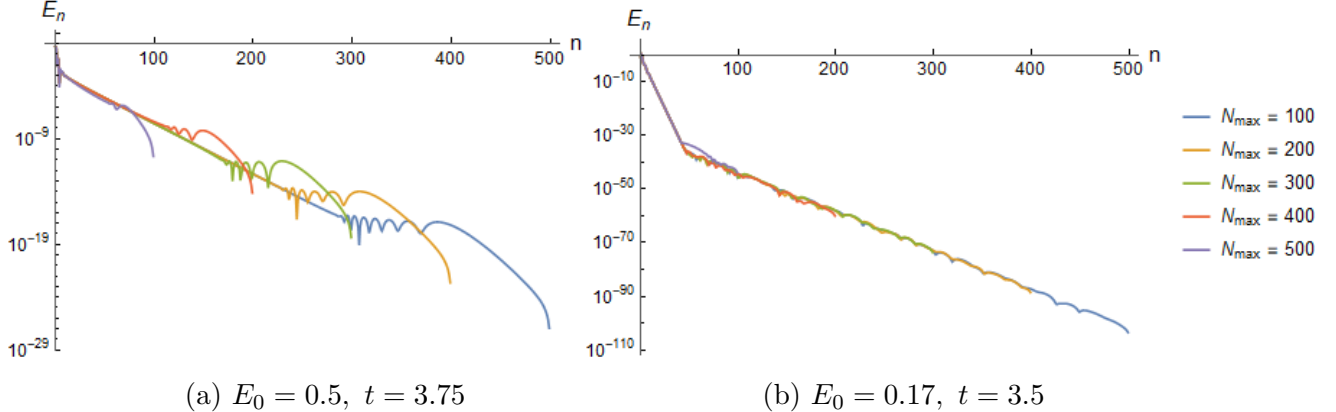 E_n
n
100 200 300 400 500
10^{-9}
10^{-19}
10^{-29}
(a) E_0 = 0.5, t = 3.75
E_n
n
100 200 300 400 500
10^{-10}
10^{-30}
10^{-50}
10^{-70}
10^{-90}
10^{-110}
(b) E_0 = 0.17, t = 3.5
N_max = 100
N_max = 200
N_max = 300
N_max = 400
N_max = 500